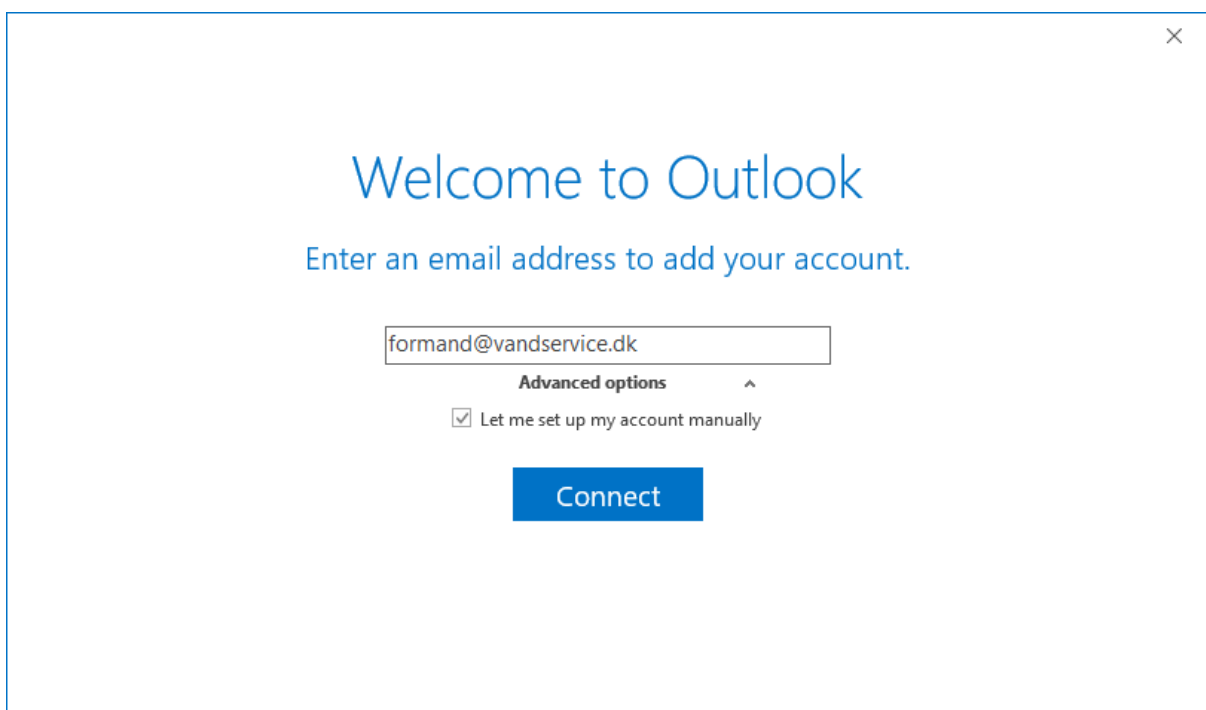 Welcome to Outlook
Enter an email address to add your account.
formand@vandservice.dk
Advanced options
Let me set up my account manually
Connect